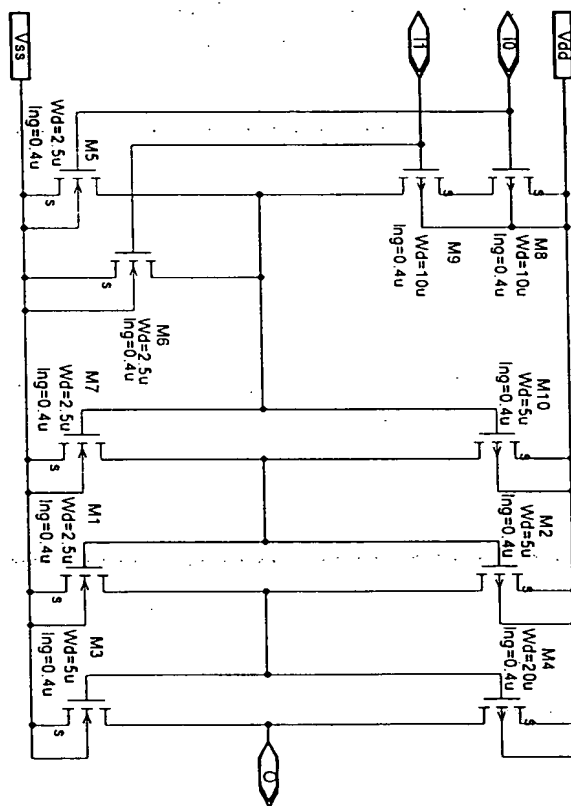 Vdd
I0
I1
Vss
M8
Wd=10u
lng=0.4u
s
M9
Wd=10u
lng=0.4u
s
M5
Wd=2.5u
lng=0.4u
s
M6
Wd=2.5u
lng=0.4u
s
M10
Wd=5u
lng=0.4u
s
M7
Wd=2.5u
lng=0.4u
s
M2
Wd=5u
lng=0.4u
s
M1
Wd=2.5u
lng=0.4u
s
M4
Wd=20u
lng=0.4u
s
M3
Wd=5u
lng=0.4u
s
O